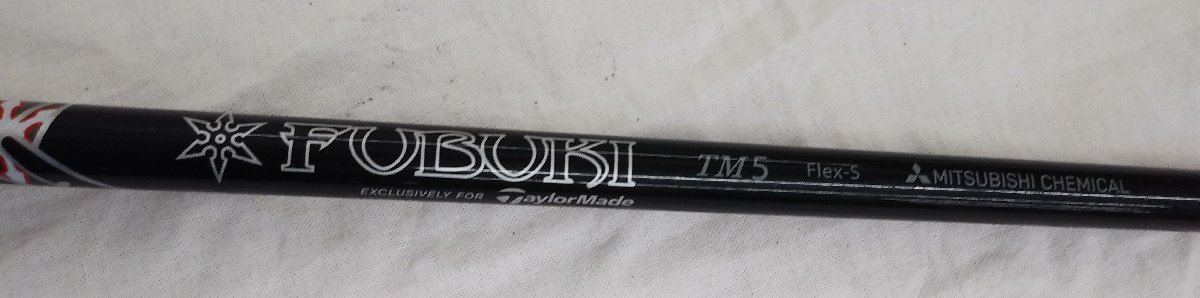 FUBUKI TM5 Flex-S MITSUBISHI CHEMICAL
EXCLUSIVELY FOR TaylorMade